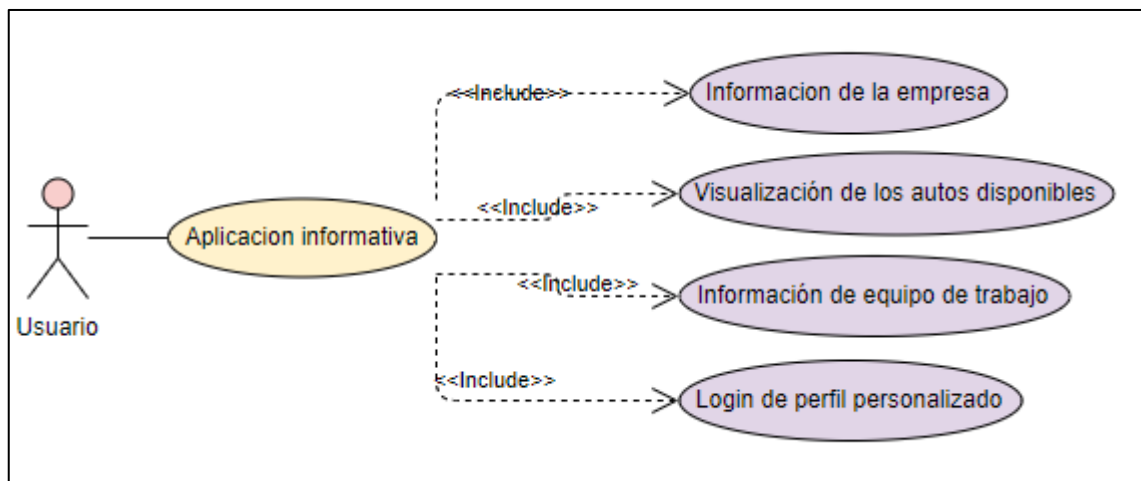 <<Include>>
Informacion de la empresa
<<Include>>
Visualización de los autos disponibles
Aplicacion informativa
<<Include>>
Información de equipo de trabajo
Usuario
<<Include>>
Login de perfil personalizado